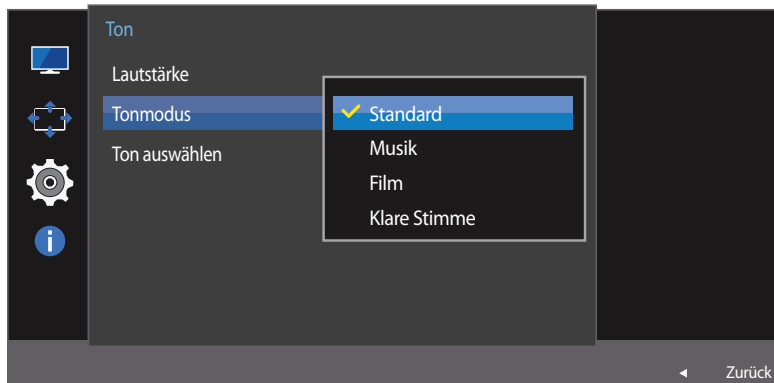 Ton
Lautstärke
Tonmodus
Ton auswählen
Standard
Musik
Film
Klare Stimme
Zurück